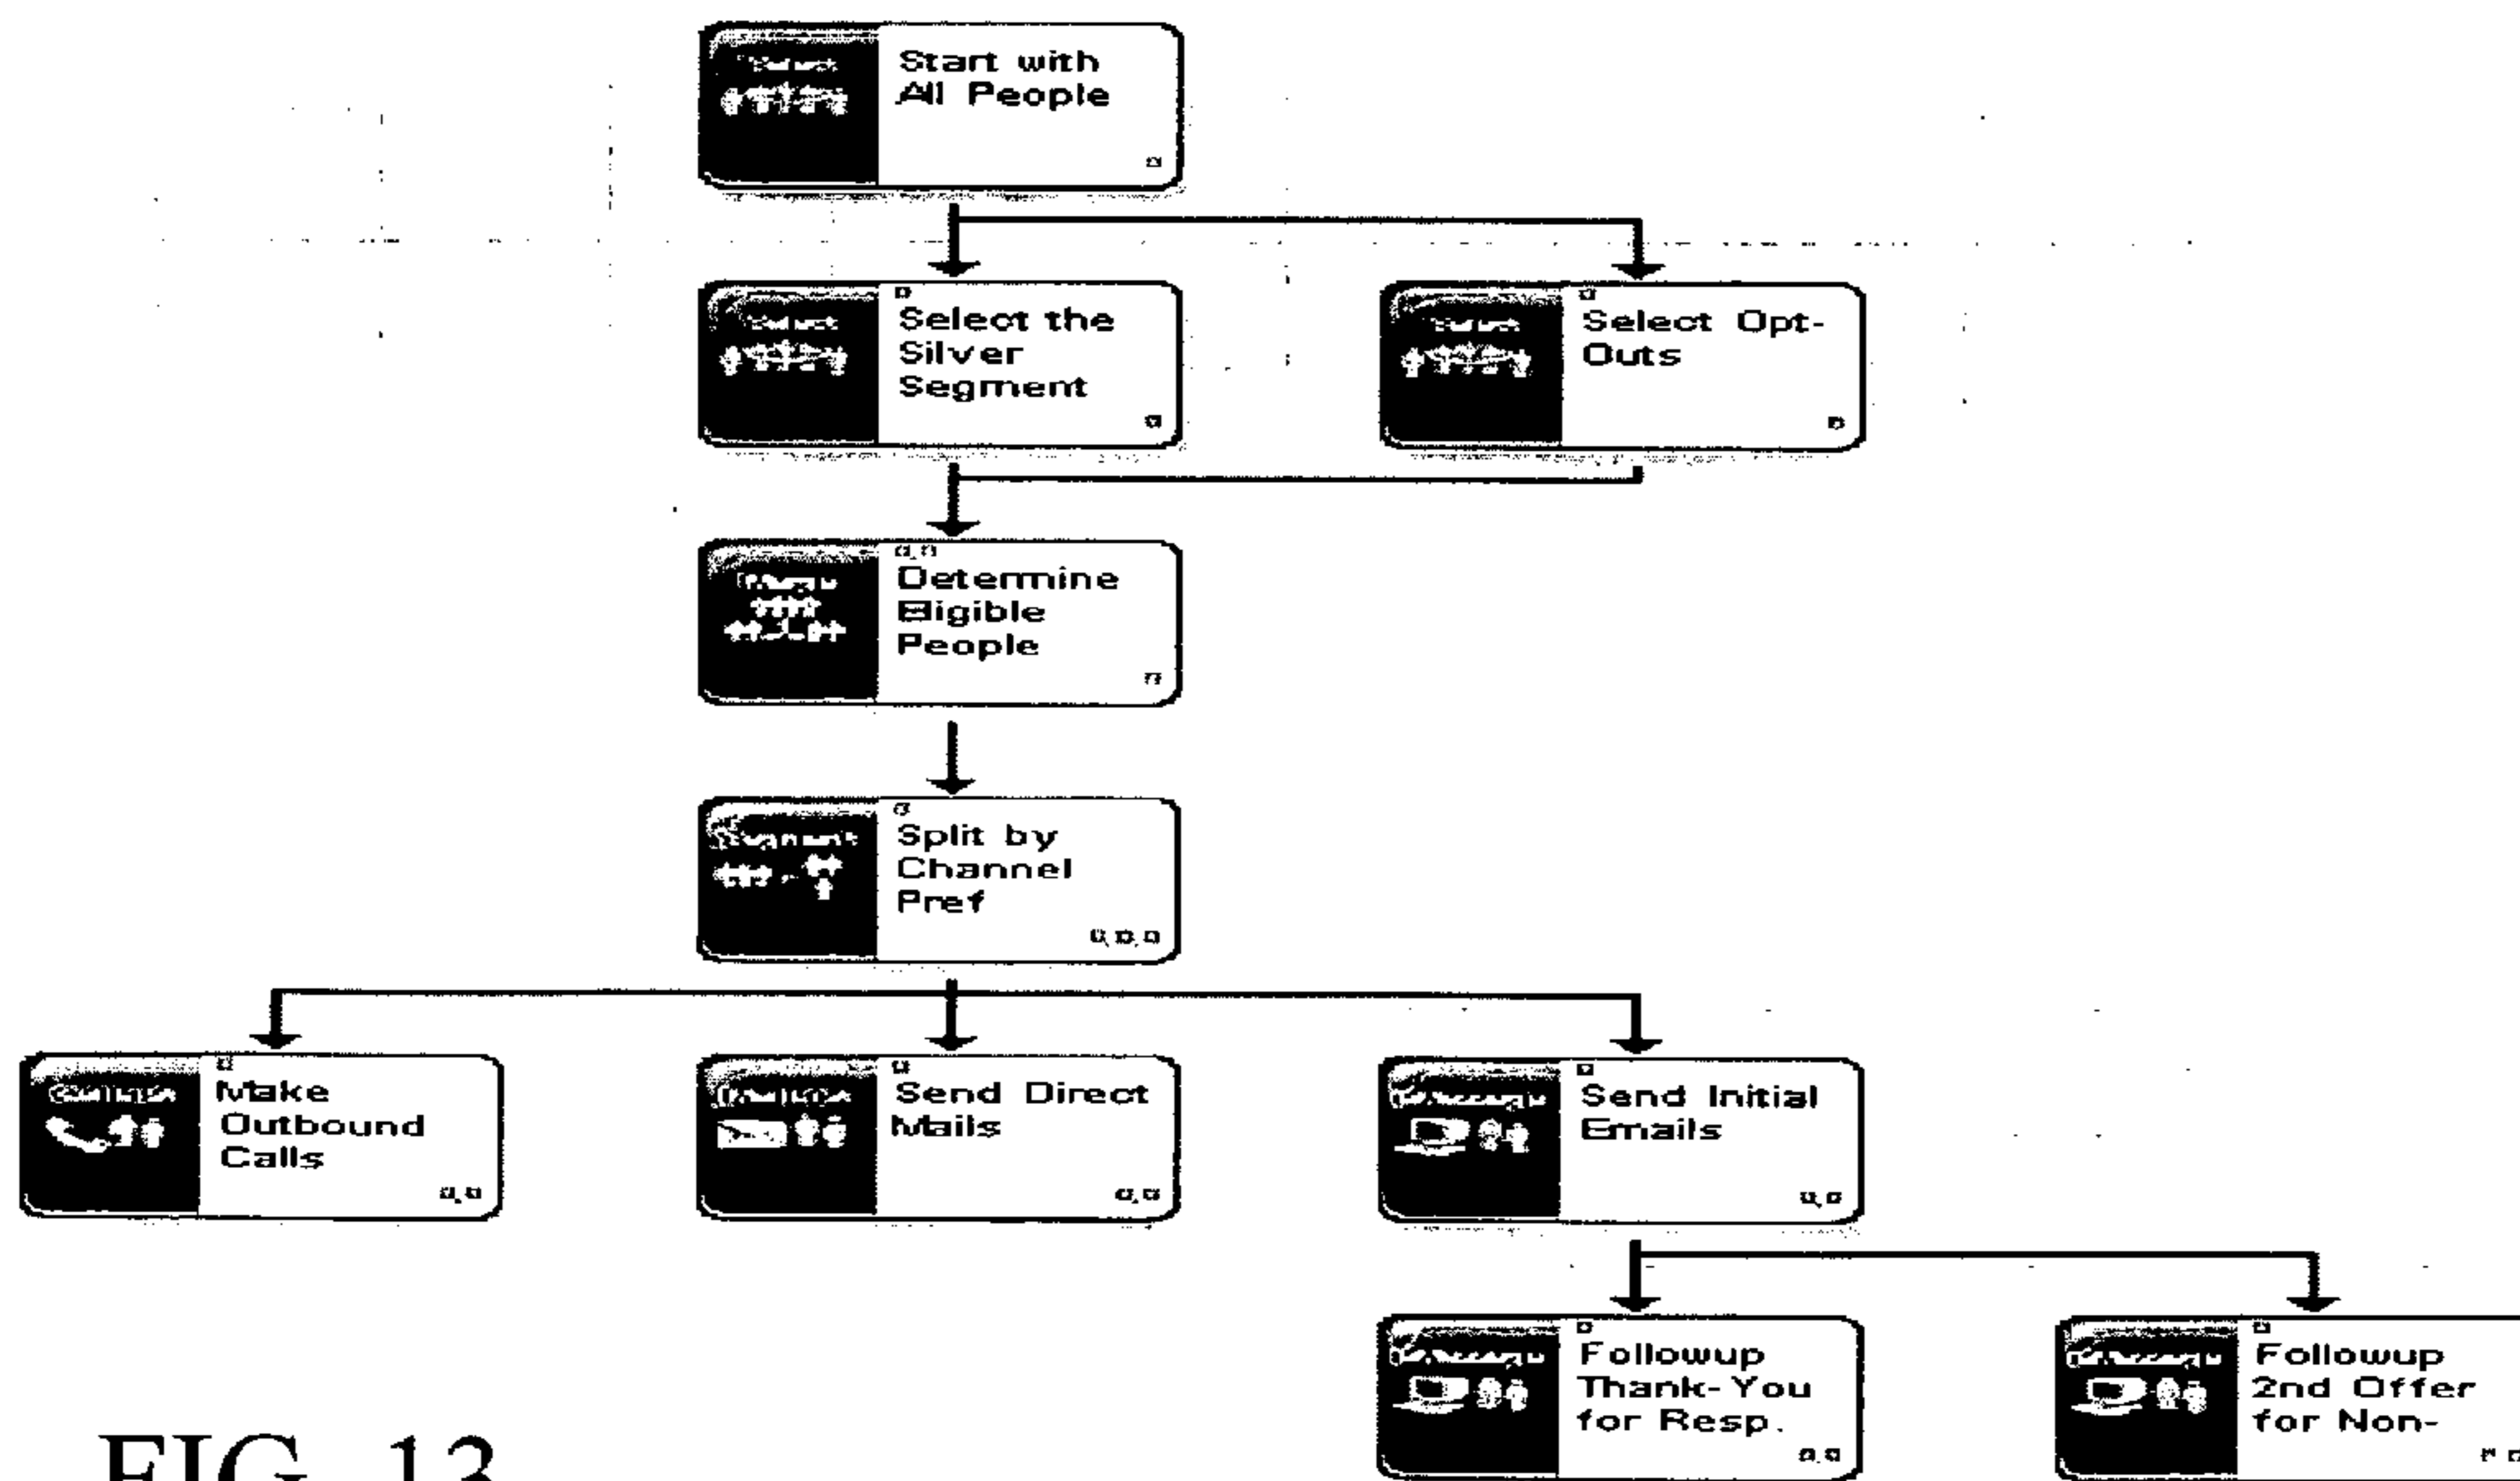 Start with
All People
Select the
Silver
Segment
Select Opt-
Outs
Determine
Eligible
People
Split by
Channel
Pref
Make
Outbound
Calls
Send Direct
Mails
Send Initial
Emails
Followup
Thank-You
for Resp.
Followup
2nd Offer
for Non-
FIG. 13